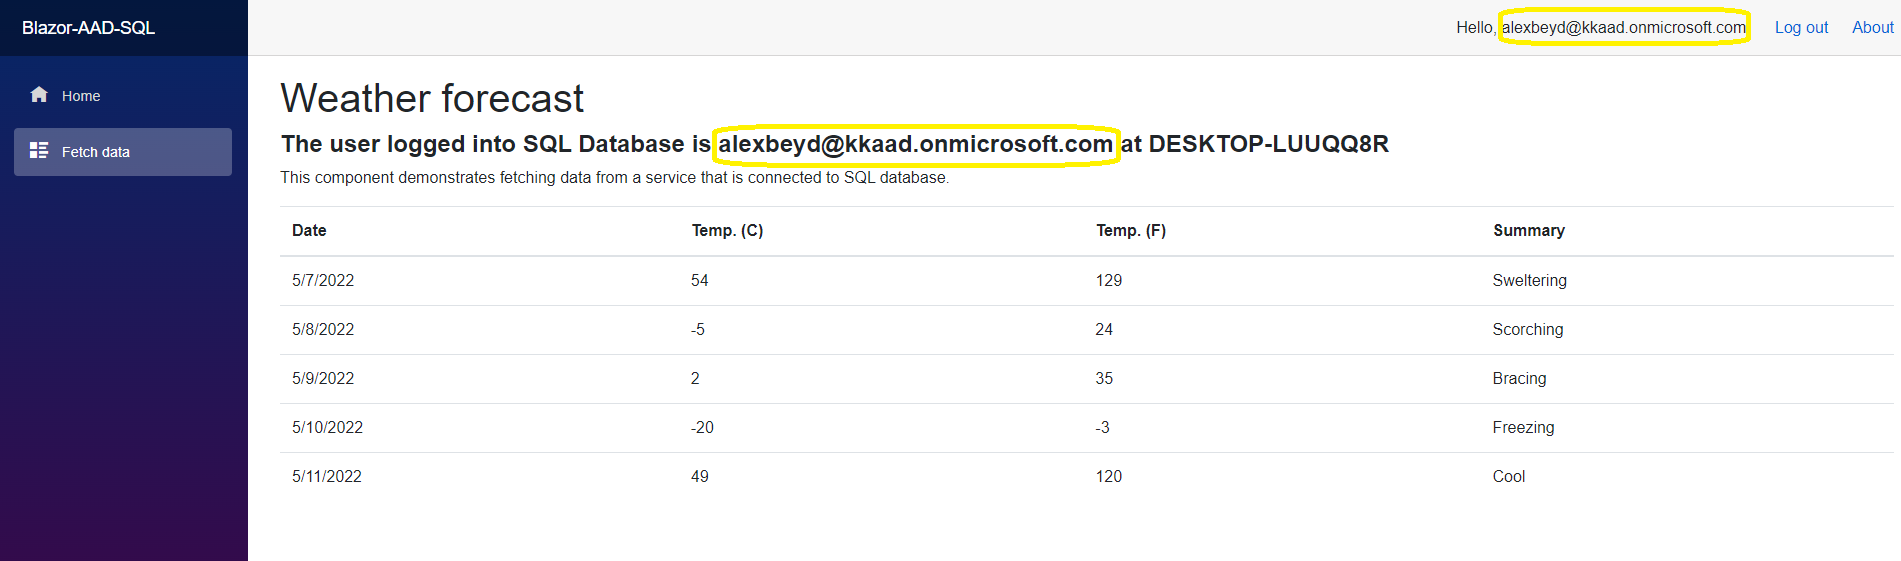 Blazor-AAD-SQL
Hello, alexbeyd@kkaad.onmicrosoft.com Log out About
Home
Fetch data
Weather forecast
The user logged into SQL Database is alexbeyd@kkaad.onmicrosoft.com at DESKTOP-LUUQQ8R
This component demonstrates fetching data from a service that is connected to SQL database.
Date Temp. (C) Temp. (F) Summary
5/7/2022 54 129 Sweltering
5/8/2022 -5 24 Scorching
5/9/2022 2 35 Bracing
5/10/2022 -20 -3 Freezing
5/11/2022 49 120 Cool